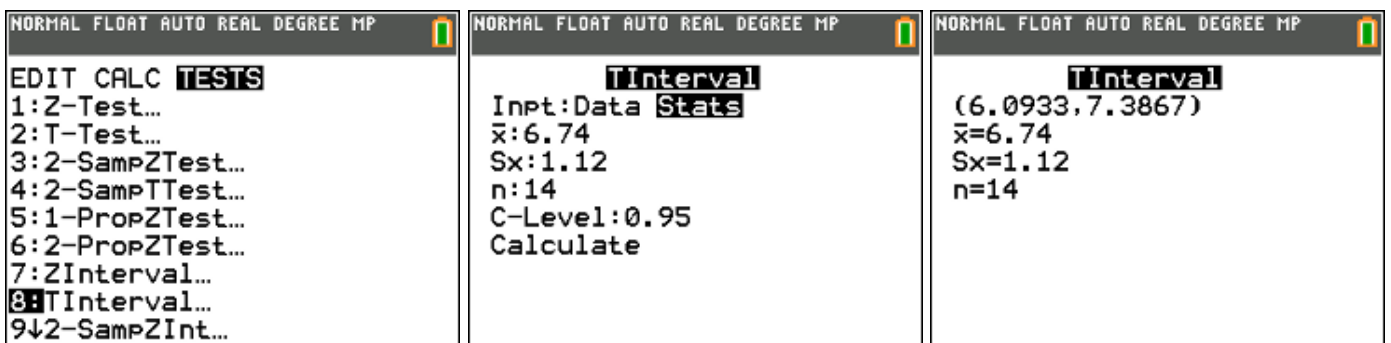 NORMAL FLOAT AUTO REAL DEGREE MP
EDIT CALC TESTS
1:Z-Test…
2:T-Test…
3:2-SampZTest…
4:2-SampTTest…
5:1-PropZTest…
6:2-PropZTest…
7:ZInterval…
8:TInterval…
9↓2-SampZInt…
NORMAL FLOAT AUTO REAL DEGREE MP
TInterval
Inpt:Data Stats
x̄:6.74
Sx:1.12
n:14
C-Level:0.95
Calculate
NORMAL FLOAT AUTO REAL DEGREE MP
TInterval
(6.0933,7.3867)
x̄=6.74
Sx=1.12
n=14